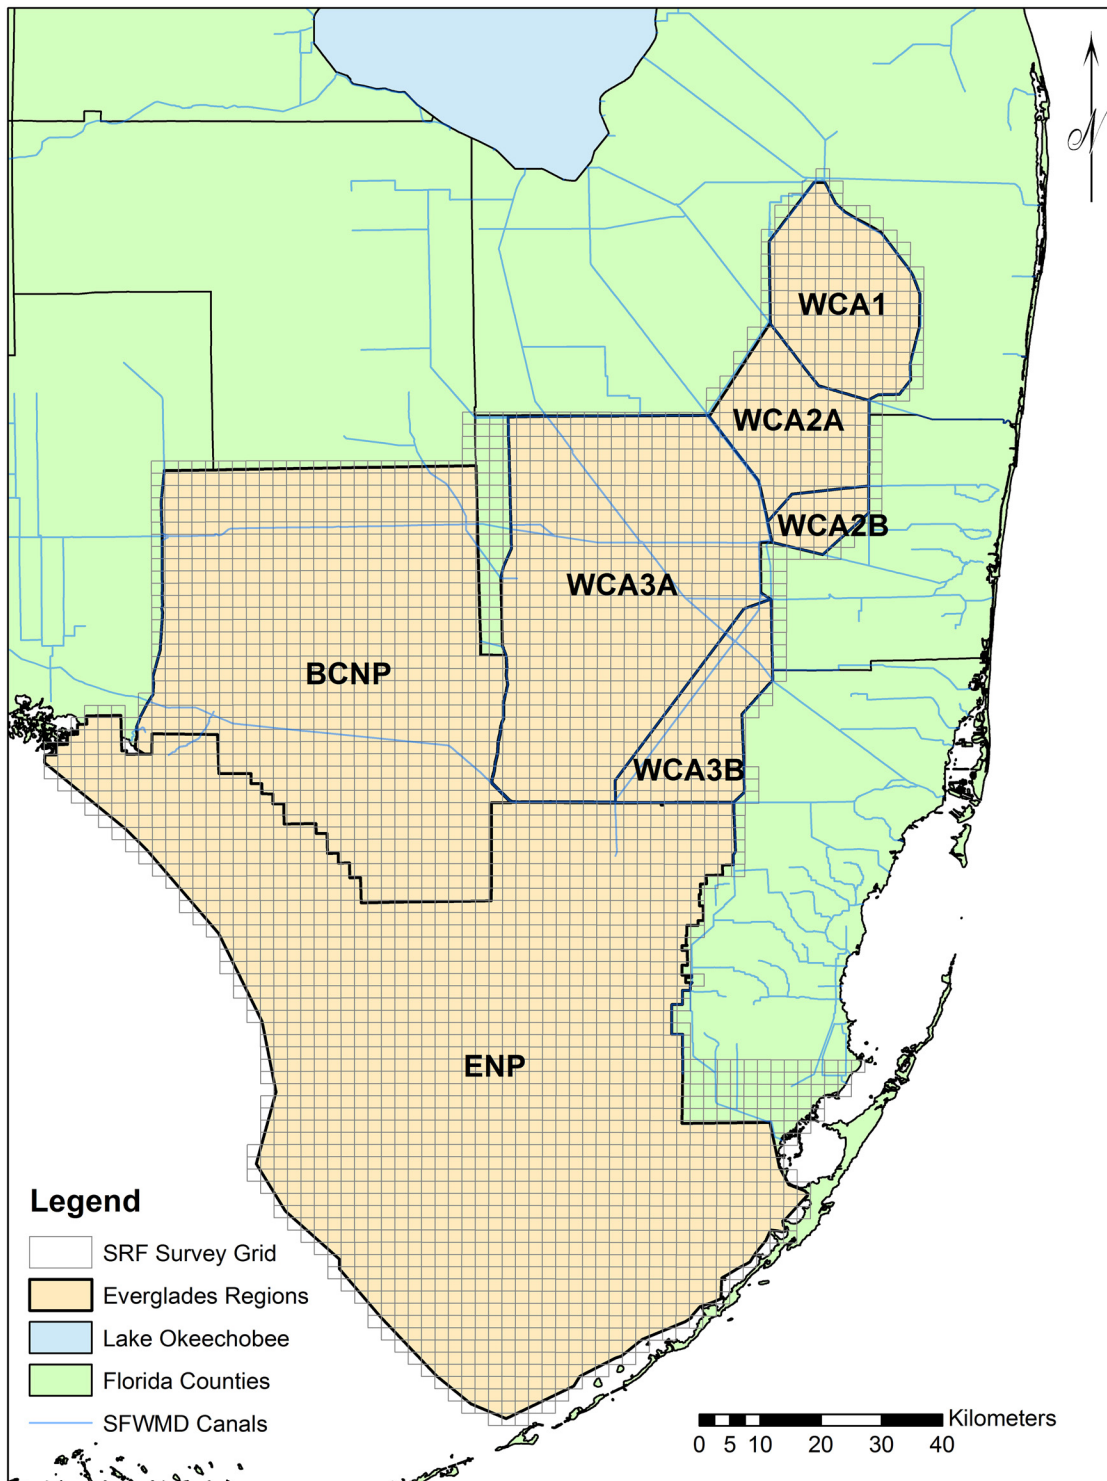 N
WCA1
WCA2A
WCA2B
WCA3A
BCNP
WCA3B
ENP
Legend
SRF Survey Grid
Everglades Regions
Lake Okeechobee
Florida Counties
SFWMD Canals
Kilometers
0 5 10 20 30 40